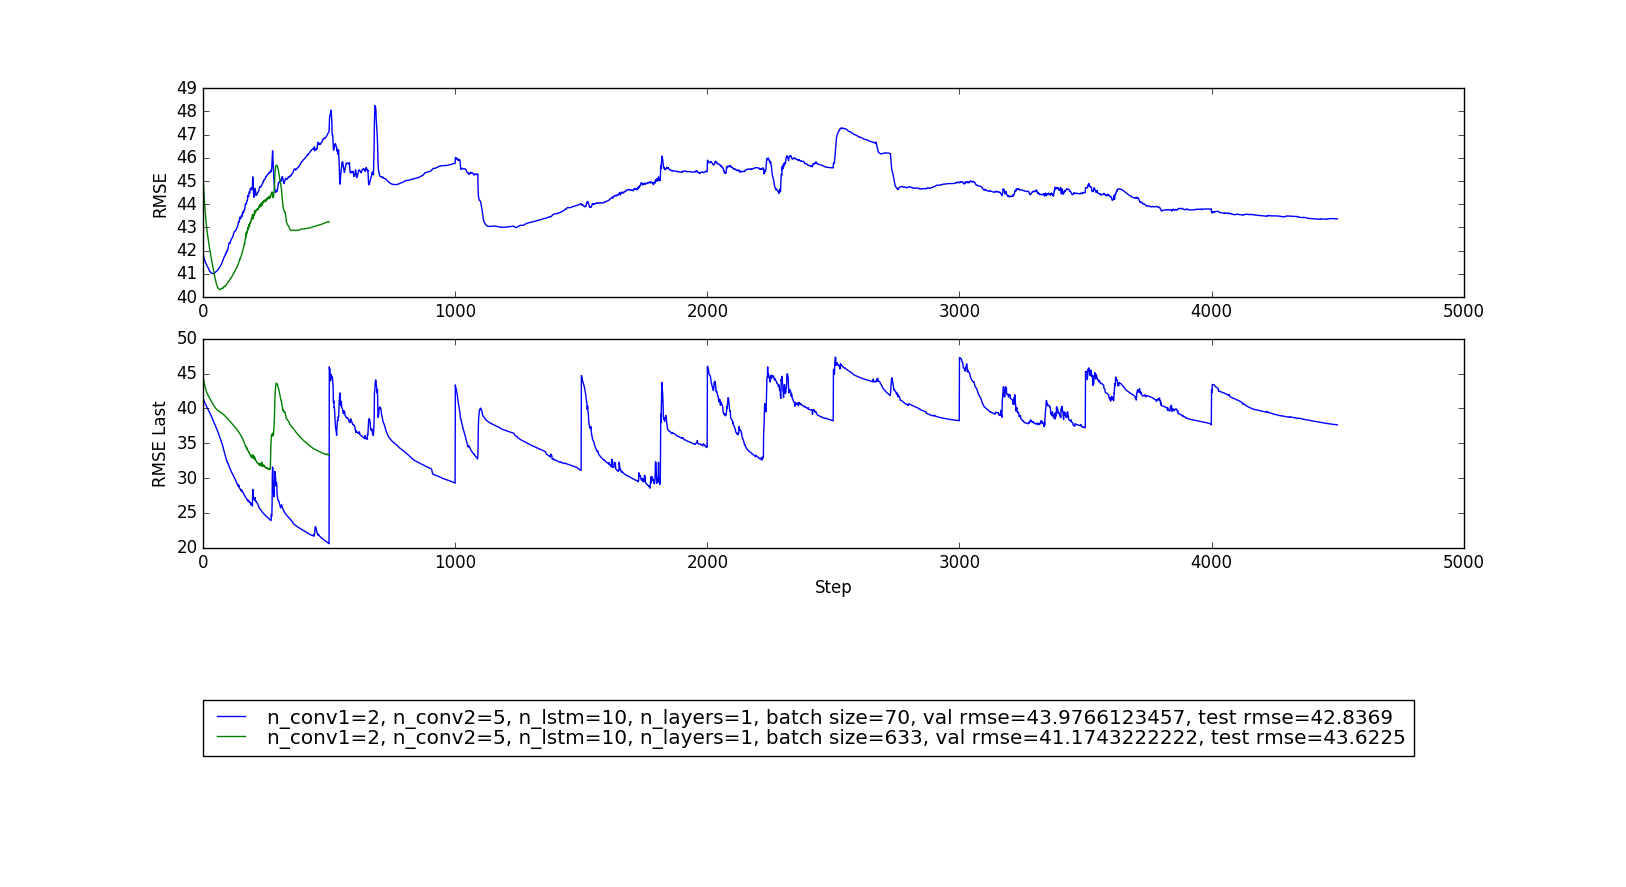 49
48
47
46
45
44
43
42
41
40
RMSE
0 1000 2000 3000 4000 5000
50
45
40
35
30
25
20
RMSE Last
0 1000 2000 3000 4000 5000
Step
n_conv1=2, n_conv2=5, n_lstm=10, n_layers=1, batch size=70, val rmse=43.9766123457, test rmse=42.8369
n_conv1=2, n_conv2=5, n_lstm=10, n_layers=1, batch size=633, val rmse=41.1743222222, test rmse=43.6225